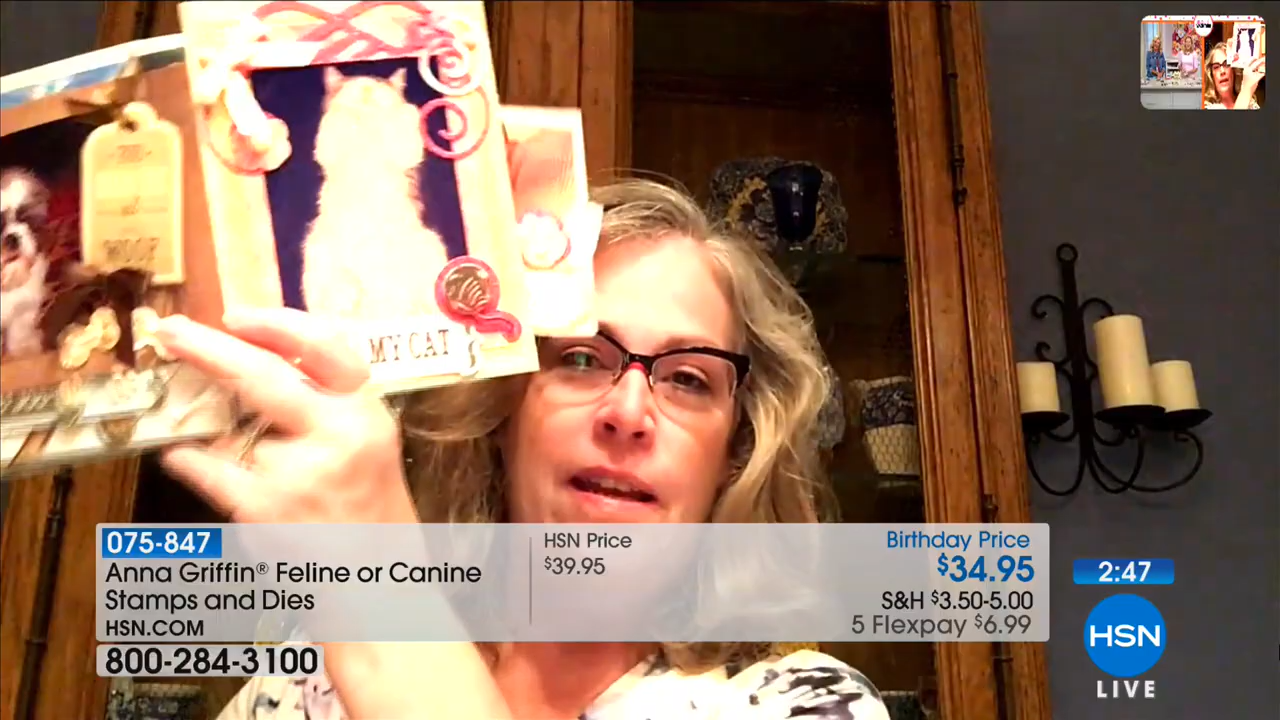 WOOF
MY CAT
075-847
Anna Griffin® Feline or Canine
Stamps and Dies
HSN.COM
800-284-3100
HSN Price
$39.95
Birthday Price
$34.95
S&H $3.50-5.00
5 Flexpay $6.99
2:47
HSN
LIVE